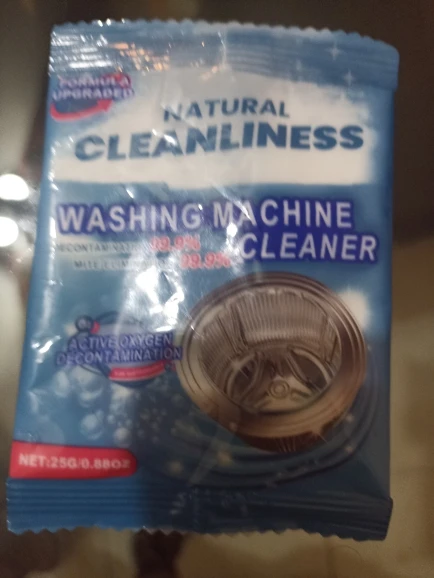 FORMULA
UPGRADED
NATURAL
CLEANLINESS
WASHING MACHINE
CLEANER
99.9%
99.9%
ACTIVE OXYGEN
DECONTAMINATION
NET:25G/0.88OZ